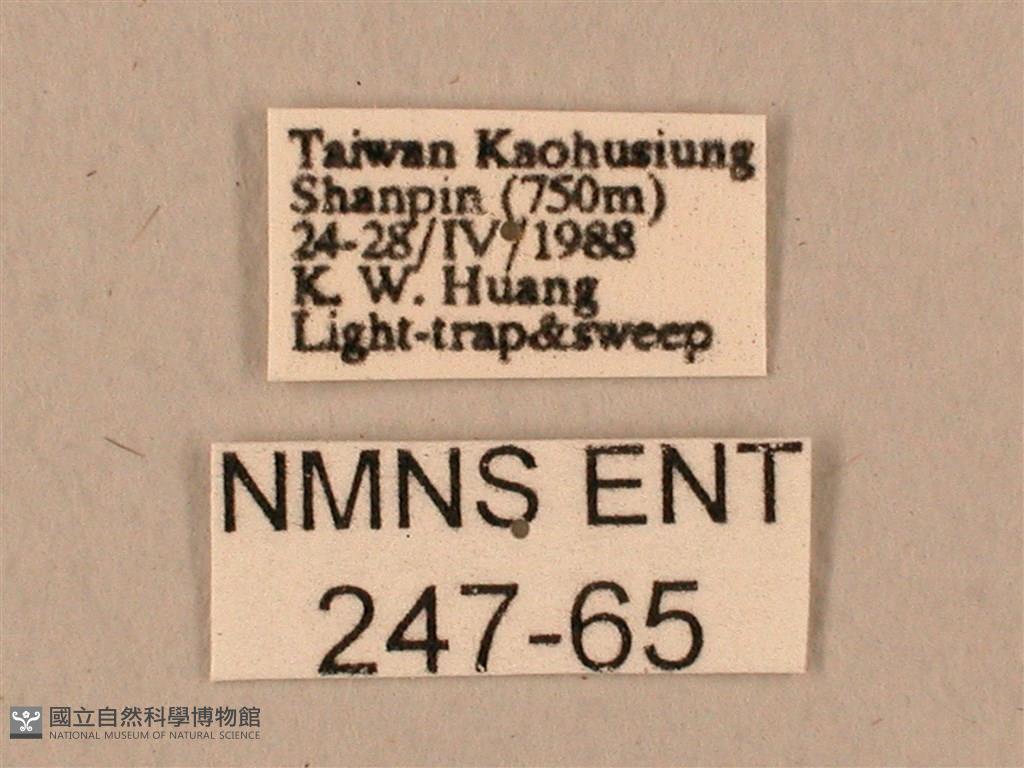 Taiwan Kaohusiung
Shanpin (750m)
24-28/IV/1988
K. W. Huang
Light-trap&sweep
NMNS ENT
247-65
國立自然科學博物館
NATIONAL MUSEUM OF NATURAL SCIENCE